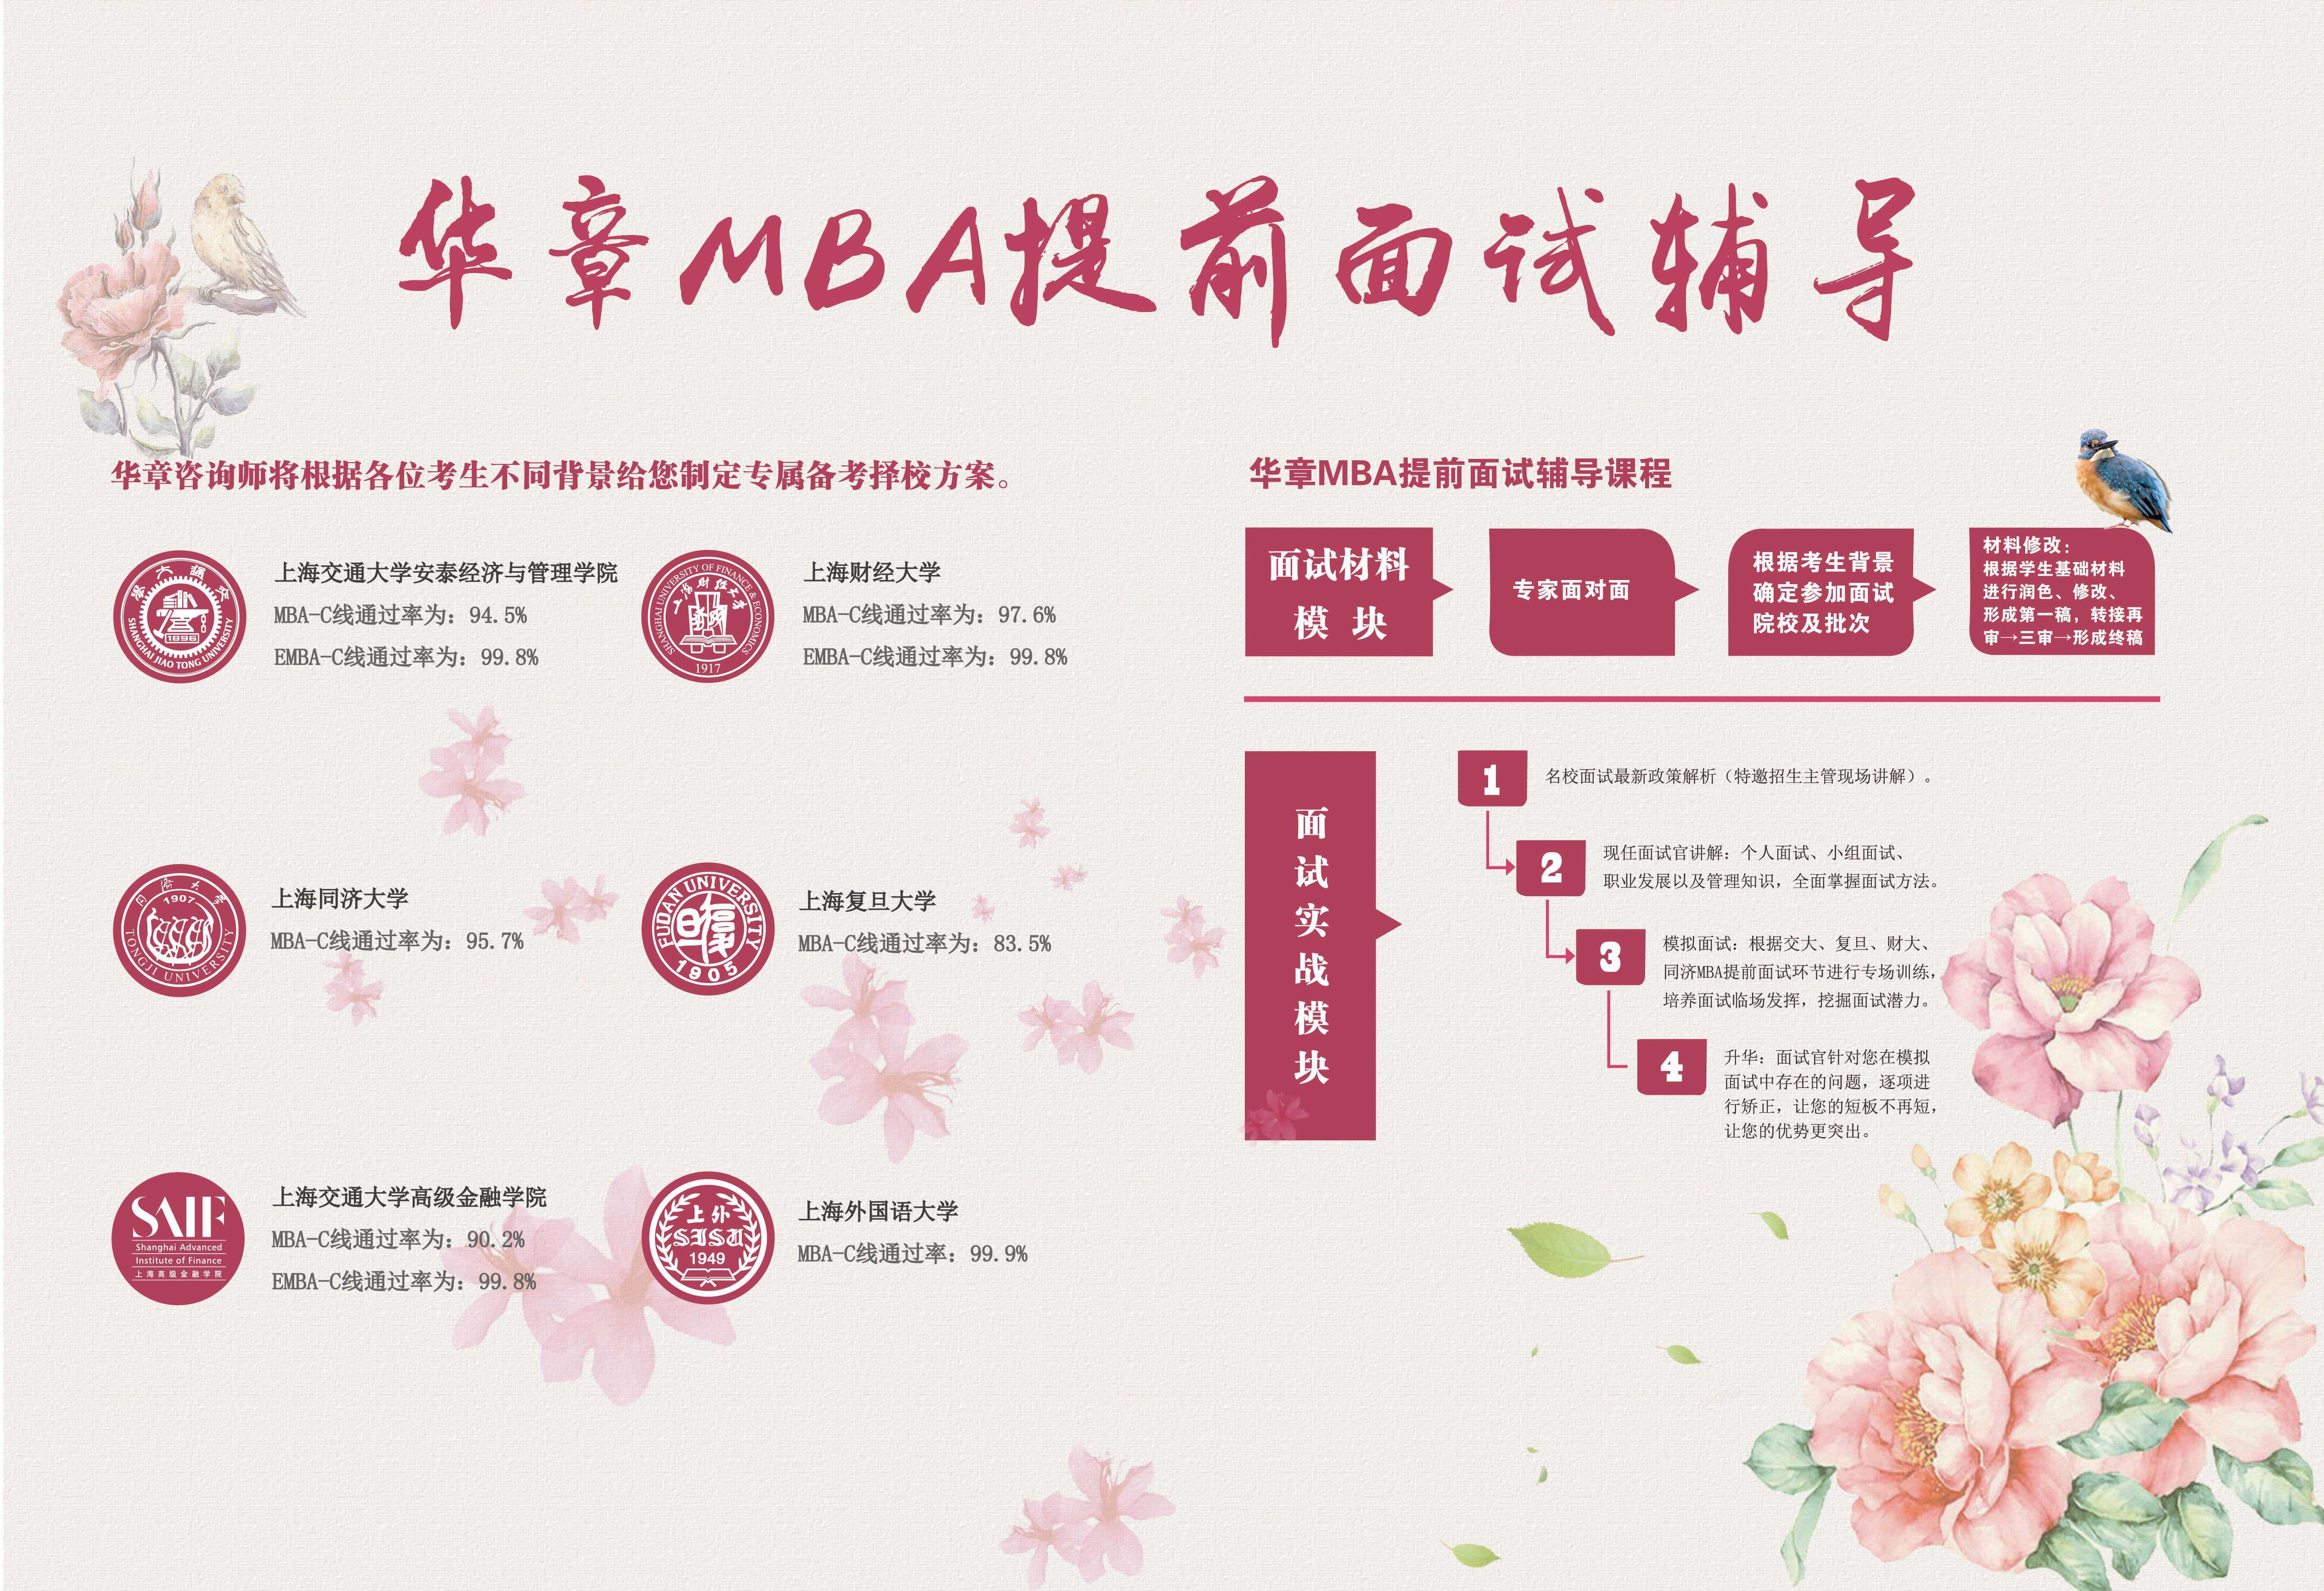 华章MBA提前面试辅导
华章咨询师将根据各位考生不同背景给您制定专属备考择校方案。
SHANGHAI JIAO TONG UNIVERSITY
1896
上海交通大学安泰经济与管理学院
MBA-C线通过率为：94.5%
EMBA-C线通过率为：99.8%
SHANGHAI UNIVERSITY OF FINANCE & ECONOMICS
上海财经大学
1917
上海财经大学
MBA-C线通过率为：97.6%
EMBA-C线通过率为：99.8%
1907
TONGJI UNIVERSITY
上海同济大学
MBA-C线通过率为：95.7%
FUDAN UNIVERSITY
1905
上海复旦大学
MBA-C线通过率为：83.5%
SAIF
Shanghai Advanced
Institute of Finance
上海高级金融学院
上海交通大学高级金融学院
MBA-C线通过率为：90.2%
EMBA-C线通过率为：99.8%
上外
SISU
1949
上海外国语大学
MBA-C线通过率：99.9%
华章MBA提前面试辅导课程
面试材料
模 块
专家面对面
根据考生背景
确定参加面试
院校及批次
材料修改：
根据学生基础材料
进行润色、修改、
形成第一稿，转接再
审→三审→形成终稿
面试实战模块
1
名校面试最新政策解析（特邀招生主管现场讲解）。
2
现任面试官讲解：个人面试、小组面试、
职业发展以及管理知识，全面掌握面试方法。
3
模拟面试：根据交大、复旦、财大、
同济MBA提前面试环节进行专场训练，
培养面试临场发挥，挖掘面试潜力。
4
升华：面试官针对您在模拟
面试中存在的问题，逐项进
行矫正，让您的短板不再短，
让您的优势更突出。